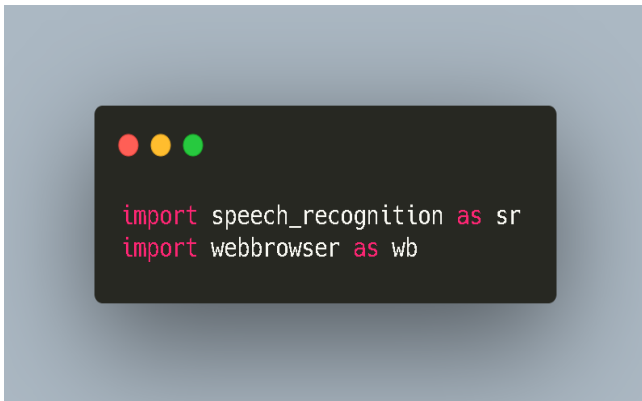 import speech_recognition as sr
import webbrowser as wb